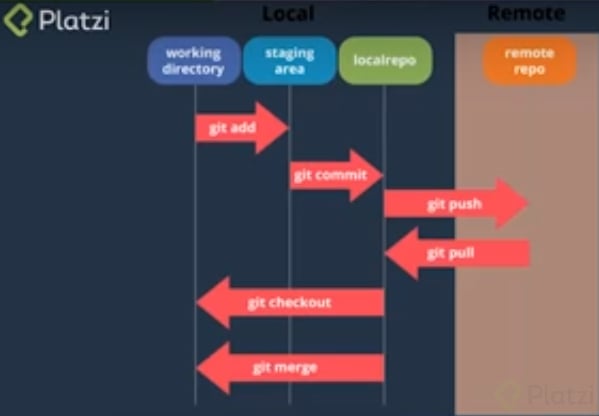 Platzi
Local
Remote
working
directory
staging
area
localrepo
remote
repo
git add
git commit
git push
git pull
git checkout
git merge
Platzi